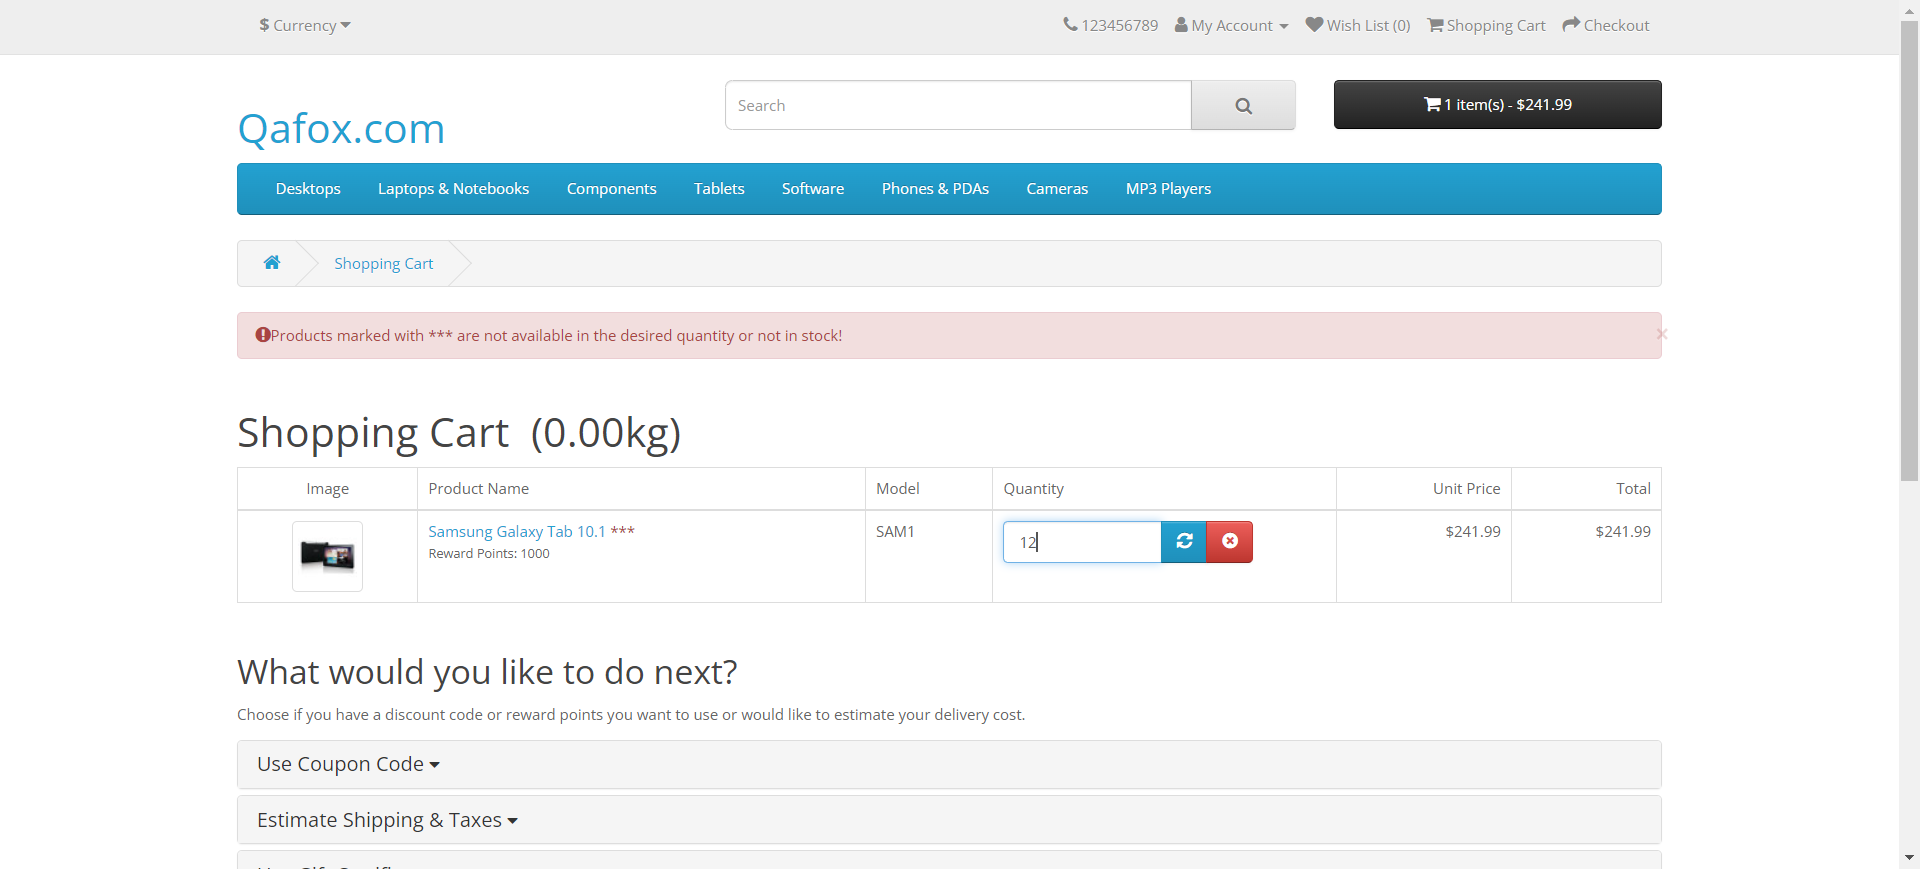 $ Currency
123456789 My Account Wish List (0) Shopping Cart Checkout
Qafox.com
Search
1 item(s) - $241.99
Desktops Laptops & Notebooks Components Tablets Software Phones & PDAs Cameras MP3 Players
Shopping Cart
Products marked with *** are not available in the desired quantity or not in stock!
×
Shopping Cart (0.00kg)
Image Product Name Model Quantity Unit Price Total
Samsung Galaxy Tab 10.1 *** SAM1 12 $241.99 $241.99
Reward Points: 1000
What would you like to do next?
Choose if you have a discount code or reward points you want to use or would like to estimate your delivery cost.
Use Coupon Code
Estimate Shipping & Taxes